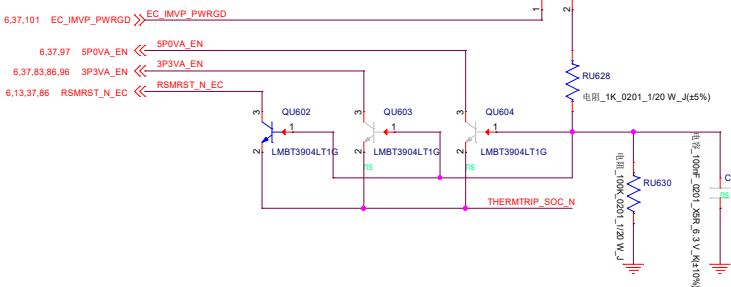 6,37,101 EC_IMVP_PWRGD
EC_IMVP_PWRGD
1
2
6,37,97 5P0VA_EN
5P0VA_EN
6,37,83,86,96 3P3VA_EN
3P3VA_EN
6,13,37,86 RSMRST_N_EC
RSMRST_N_EC
RU628
电阻_1K_0201_1/20 W_J(±5%)
3
QU602
1
2
LMBT3904LT1G
3
QU603
1
2
LMBT3904LT1G
ns
3
QU604
1
2
LMBT3904LT1G
ns
THERMTRIP_SOC_N
电阻_100K_0201_1/20 W_J
RU630
电容_100nF_0201_X5R_6.3 V_K(±10%)
C
ns